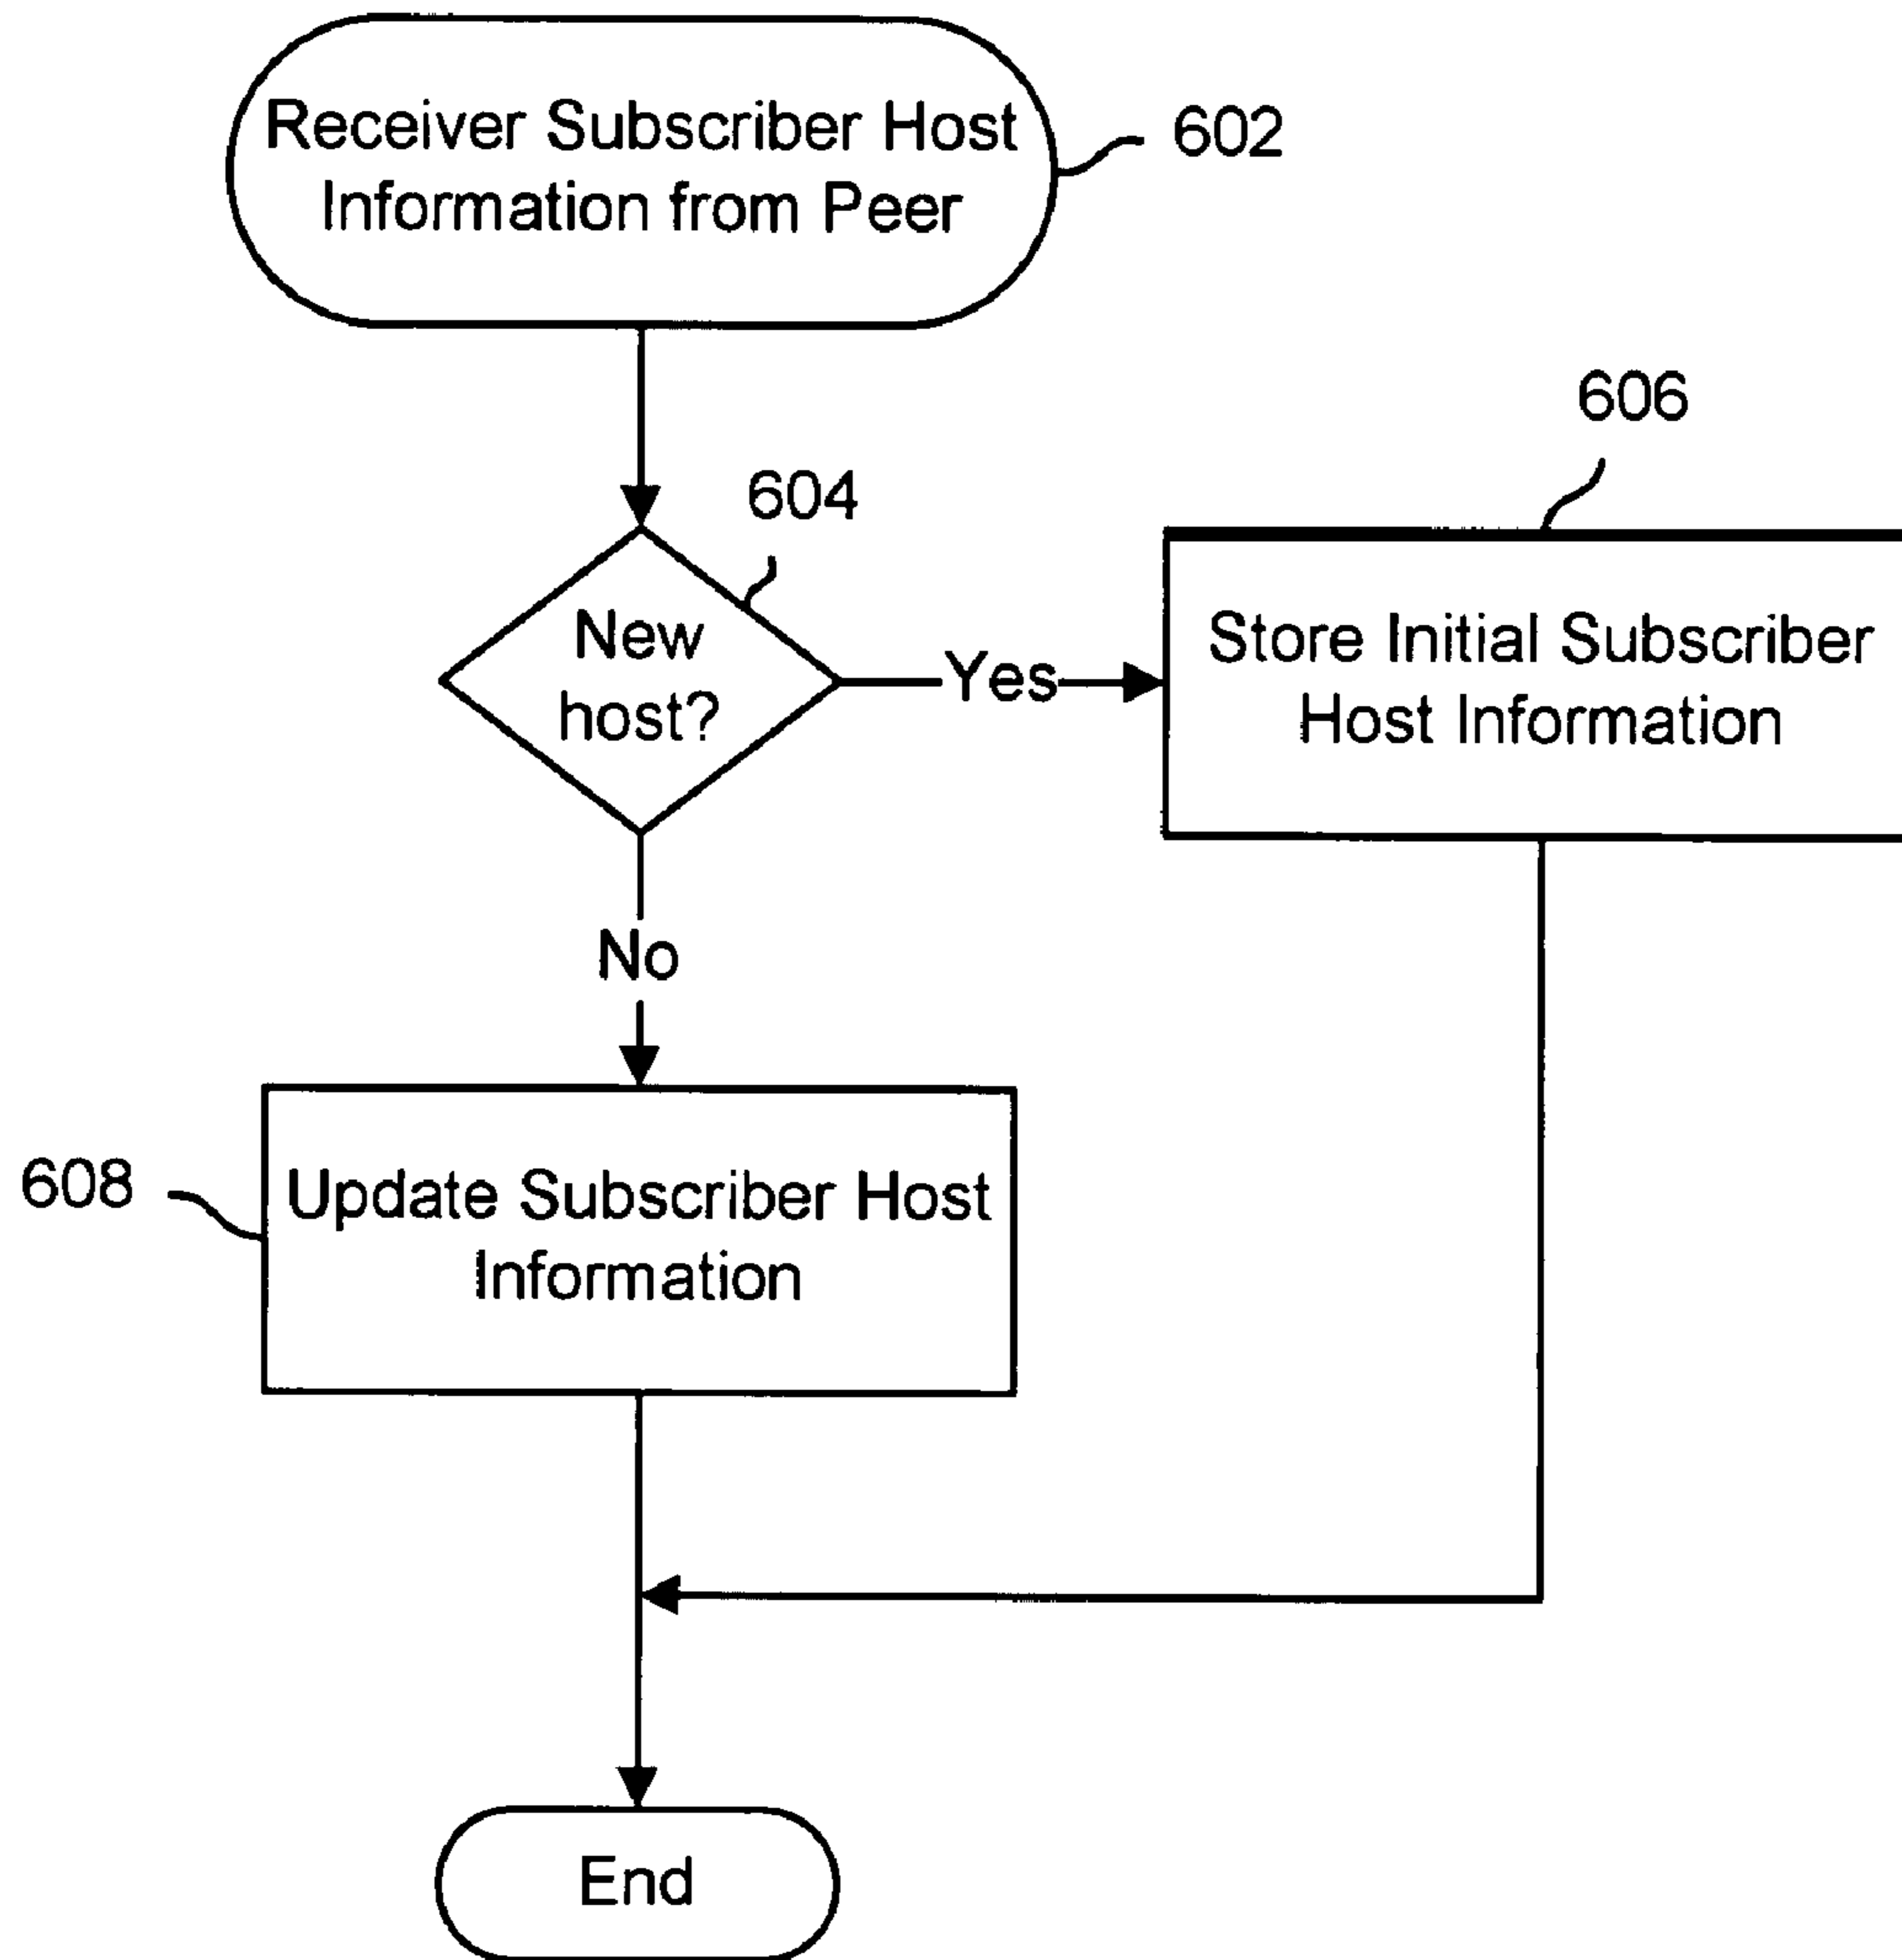 Receiver Subscriber Host
Information from Peer
602
604
606
New
host?
Yes
Store Initial Subscriber
Host Information
No
608
Update Subscriber Host
Information
End